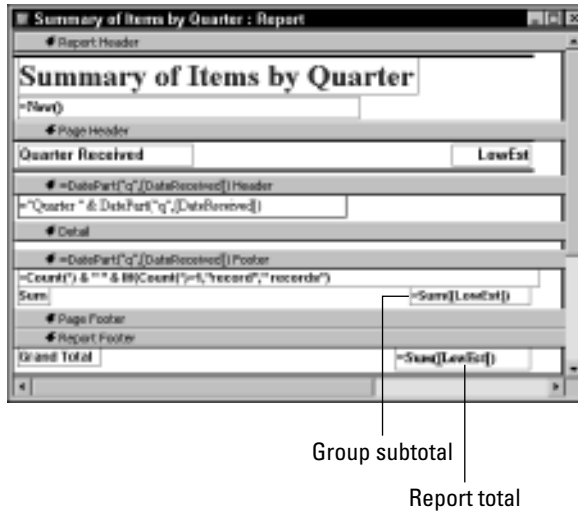 Summary of Items by Quarter : Report
Report Header
Summary of Items by Quarter
=Now()
Page Header
Quarter Received LowEst
=DatePart("q",[DateReceived]) Header
="Quarter " & DatePart("q",[DateReceived])
Detail
=DatePart("q",[DateReceived]) Footer
=Count(*) & " " & IIf(Count(*)=1,"record","records")
Sum =Sum([LowEst])
Page Footer
Report Footer
Grand Total =Sum([LowEst])
Group subtotal
Report total